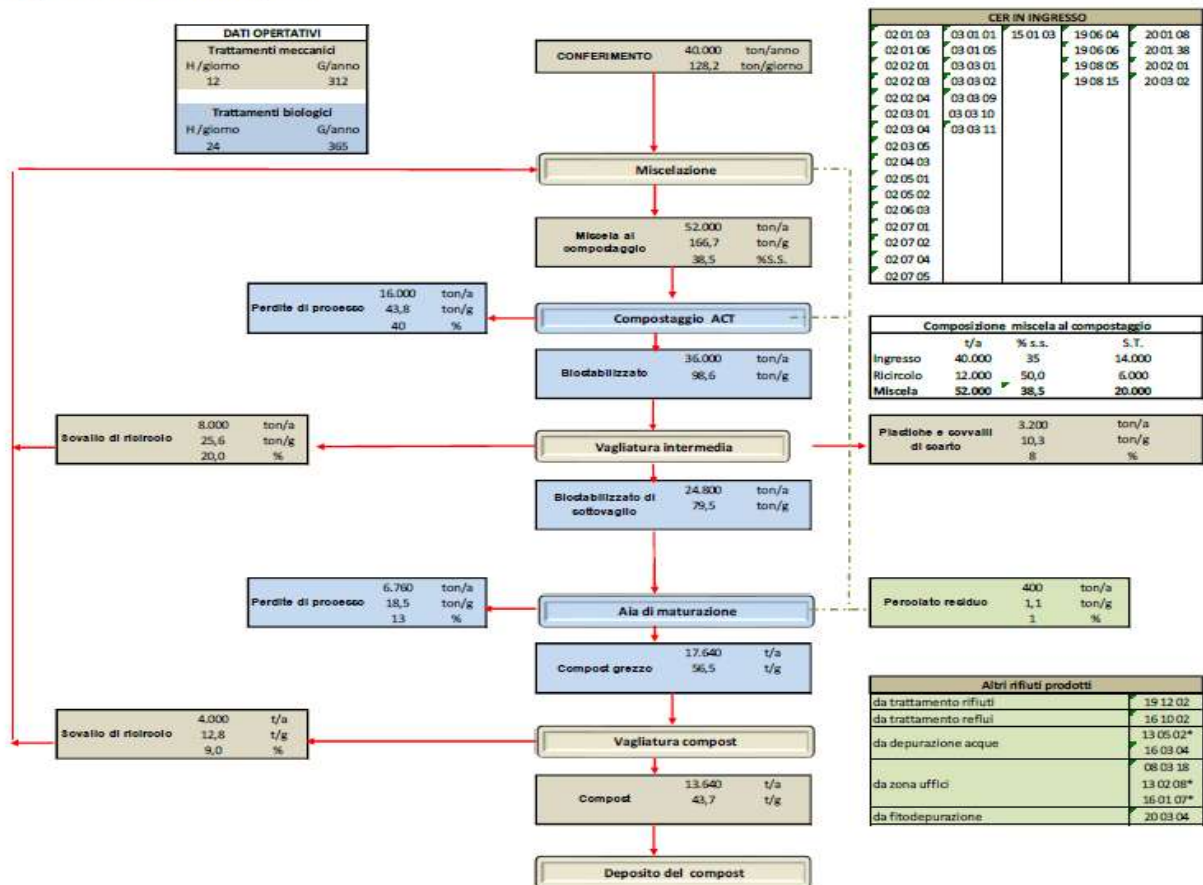 DATI OPERTATIVI
Trattamenti meccanici
H/giorno G/anno
12 312
Trattamenti biologici
H/giorno G/anno
24 365
CONFERIMENTO 40.000 ton/anno
128,2 ton/giorno
CER IN INGRESSO
02 01 03 03 01 01 15 01 03 19 06 04 20 01 08
02 01 06 03 01 05 19 06 06 20 01 38
02 02 01 03 03 01 19 08 05 20 02 01
02 02 03 03 03 02 19 08 15 20 03 02
02 02 04 03 03 09
02 03 01 03 03 10
02 03 04 03 03 11
02 03 05
02 04 03
02 05 01
02 05 02
02 06 03
02 07 01
02 07 02
02 07 04
02 07 05
Miscelazione
Miscela al compostaggio
52.000 ton/a
166,7 ton/g
38,5 %S.S.
Perdite di processo
16.000 ton/a
43,8 ton/g
40 %
Compostaggio ACT
Biostabilizzato
36.000 ton/a
98,6 ton/g
Composizione miscela al compostaggio
t/a % s.s. S.T.
Ingresso 40.000 35 14.000
Ricircolo 12.000 50,0 6.000
Miscela 52.000 38,5 20.000
Sovallo di ricircolo
8.000 ton/a
25,6 ton/g
20,0 %
Vagliatura intermedia
Plastiche e sovvalli
di scarto
3.200 ton/a
10,3 ton/g
8 %
Biostabilizzato di
sottovaglio
24.800 ton/a
79,5 ton/g
Perdite di processo
6.760 ton/a
18,5 ton/g
13 %
Aia di maturazione
Percolato residuo
400 ton/a
1,1 ton/g
1 %
Compost grezzo
17.640 t/a
56,5 t/g
Sovallo di ricircolo
4.000 t/a
12,8 t/g
9,0 %
Vagliatura compost
Altri rifiuti prodotti
da trattamento rifiuti 19 12 02
da trattamento reflui 16 10 02
da depurazione acque 13 05 02*
16 03 04
da zona uffici 08 03 18
13 02 08*
16 01 07*
da fitodepurazione 20 03 04
Compost
13.640 t/a
43,7 t/g
Deposito del compost